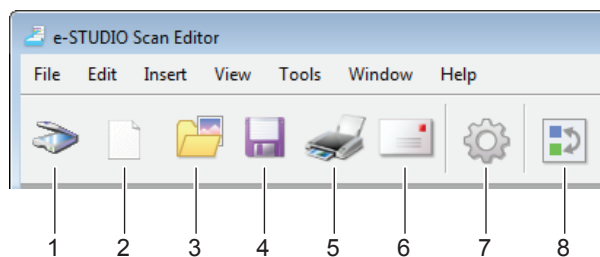 e-STUDIO Scan Editor
File Edit Insert View Tools Window Help
1 2 3 4 5 6 7 8